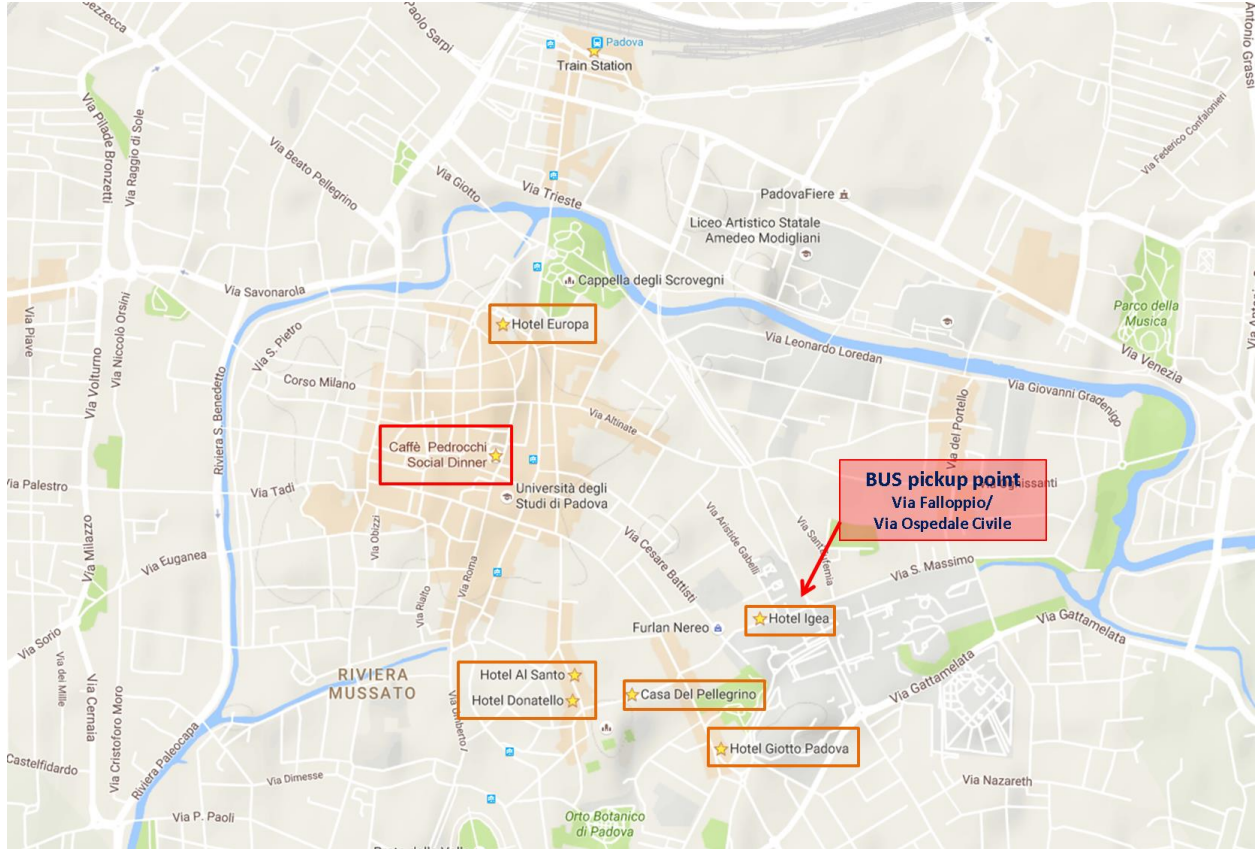 Bezzecca
Paolo Sarpi
Padova
Train Station
Antonio Grassi
Via Pilade Bronzetti
Via Raggio di Sole
Via Beato Pellegrino
Via Giotto
Via Trieste
Via Federico Confalonieri
PadovaFiere
Liceo Artistico Statale
Amedeo Modigliani
Cappella degli Scrovegni
Via Savonarola
Via Piave
Via Niccolò Orsini
Via Volturno
Via S. Pietro
Hotel Europa
Parco della
Musica
Via Venezia
Via Leonardo Loredan
Via Giovanni Gradenigo
Corso Milano
Riviera S. Benedetto
Via Altinate
Via del Portello
Caffè Pedrocchi
Social Dinner
Università degli
Studi di Padova
Via Palestro
Via Tadi
BUS pickup point
Via Falloppio/
Via Ospedale Civile
Via Milazzo
Via Obizzi
Via Euganea
Via Roma
Via Rialto
Via Cesare Battisti
Via Aristide Gabelli
Via S. Massimo
Hotel Igea
Furlan Nereo
Via Gattamelata
Via Sorio
Via dei Mille
Via Cernaia
Via Cristoforo Moro
RIVIERA
MUSSATO
Hotel Al Santo
Hotel Donatello
Casa Del Pellegrino
Via Gattamelata
Via Umberto I
Hotel Giotto Padova
Riviera Paleocapa
Castelfidardo
Via Dimesse
Via Nazareth
Via P. Paoli
Orto Botanico
di Padova